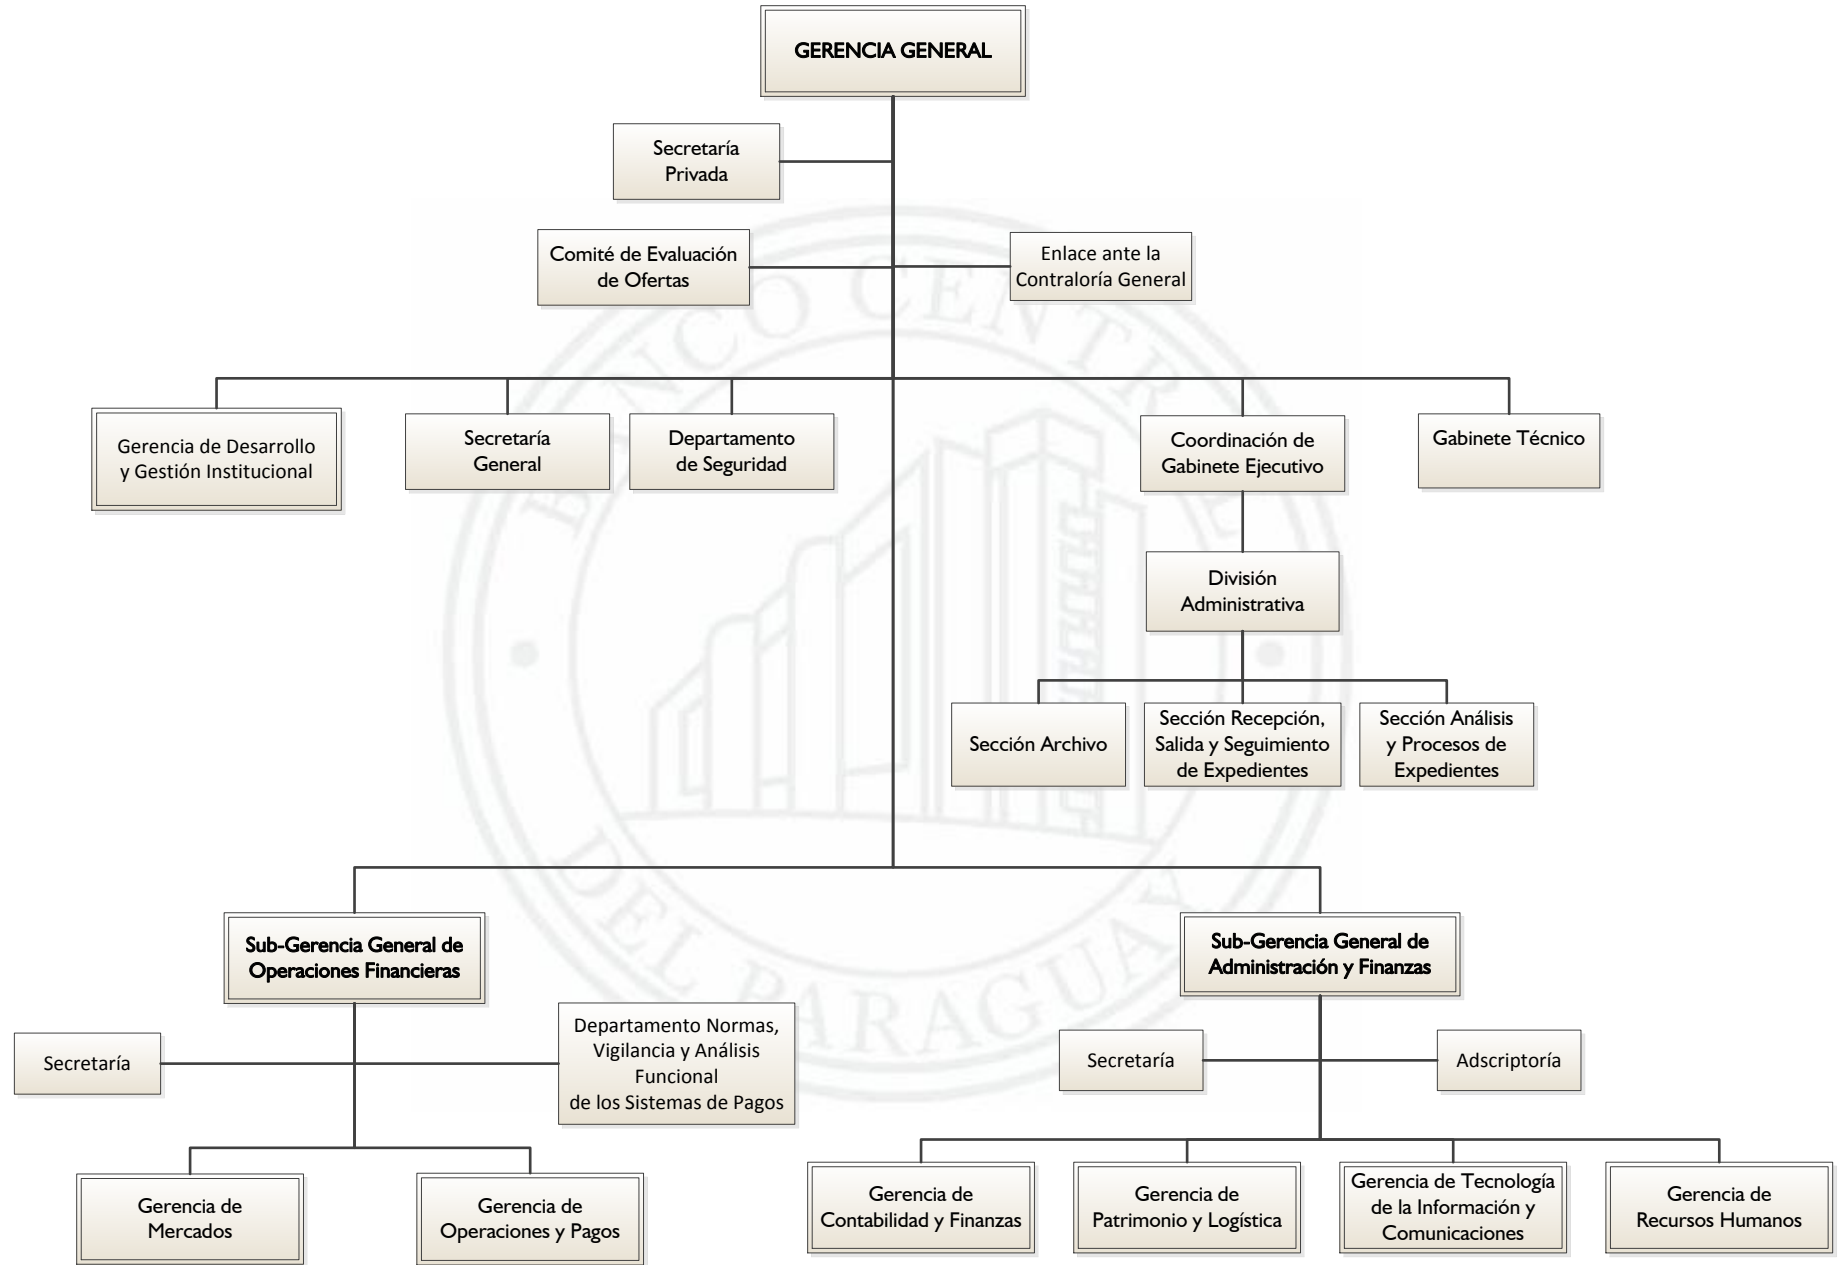 GERENCIA GENERAL
Secretaría
Privada
Comité de Evaluación
de Ofertas
Enlace ante la
Contraloría General
Gerencia de Desarrollo
y Gestión Institucional
Secretaría
General
Departamento
de Seguridad
Coordinación de
Gabinete Ejecutivo
Gabinete Técnico
División
Administrativa
Sección Archivo
Sección Recepción,
Salida y Seguimiento
de Expedientes
Sección Análisis
y Procesos de
Expedientes
Sub-Gerencia General de
Operaciones Financieras
Sub-Gerencia General de
Administración y Finanzas
Secretaría
Departamento Normas,
Vigilancia y Análisis
Funcional
de los Sistemas de Pagos
Secretaría
Adscriptoría
Gerencia de
Mercados
Gerencia de
Operaciones y Pagos
Gerencia de
Contabilidad y Finanzas
Gerencia de
Patrimonio y Logística
Gerencia de Tecnología
de la Información y
Comunicaciones
Gerencia de
Recursos Humanos
BANCO CENTRAL
DEL PARAGUAY